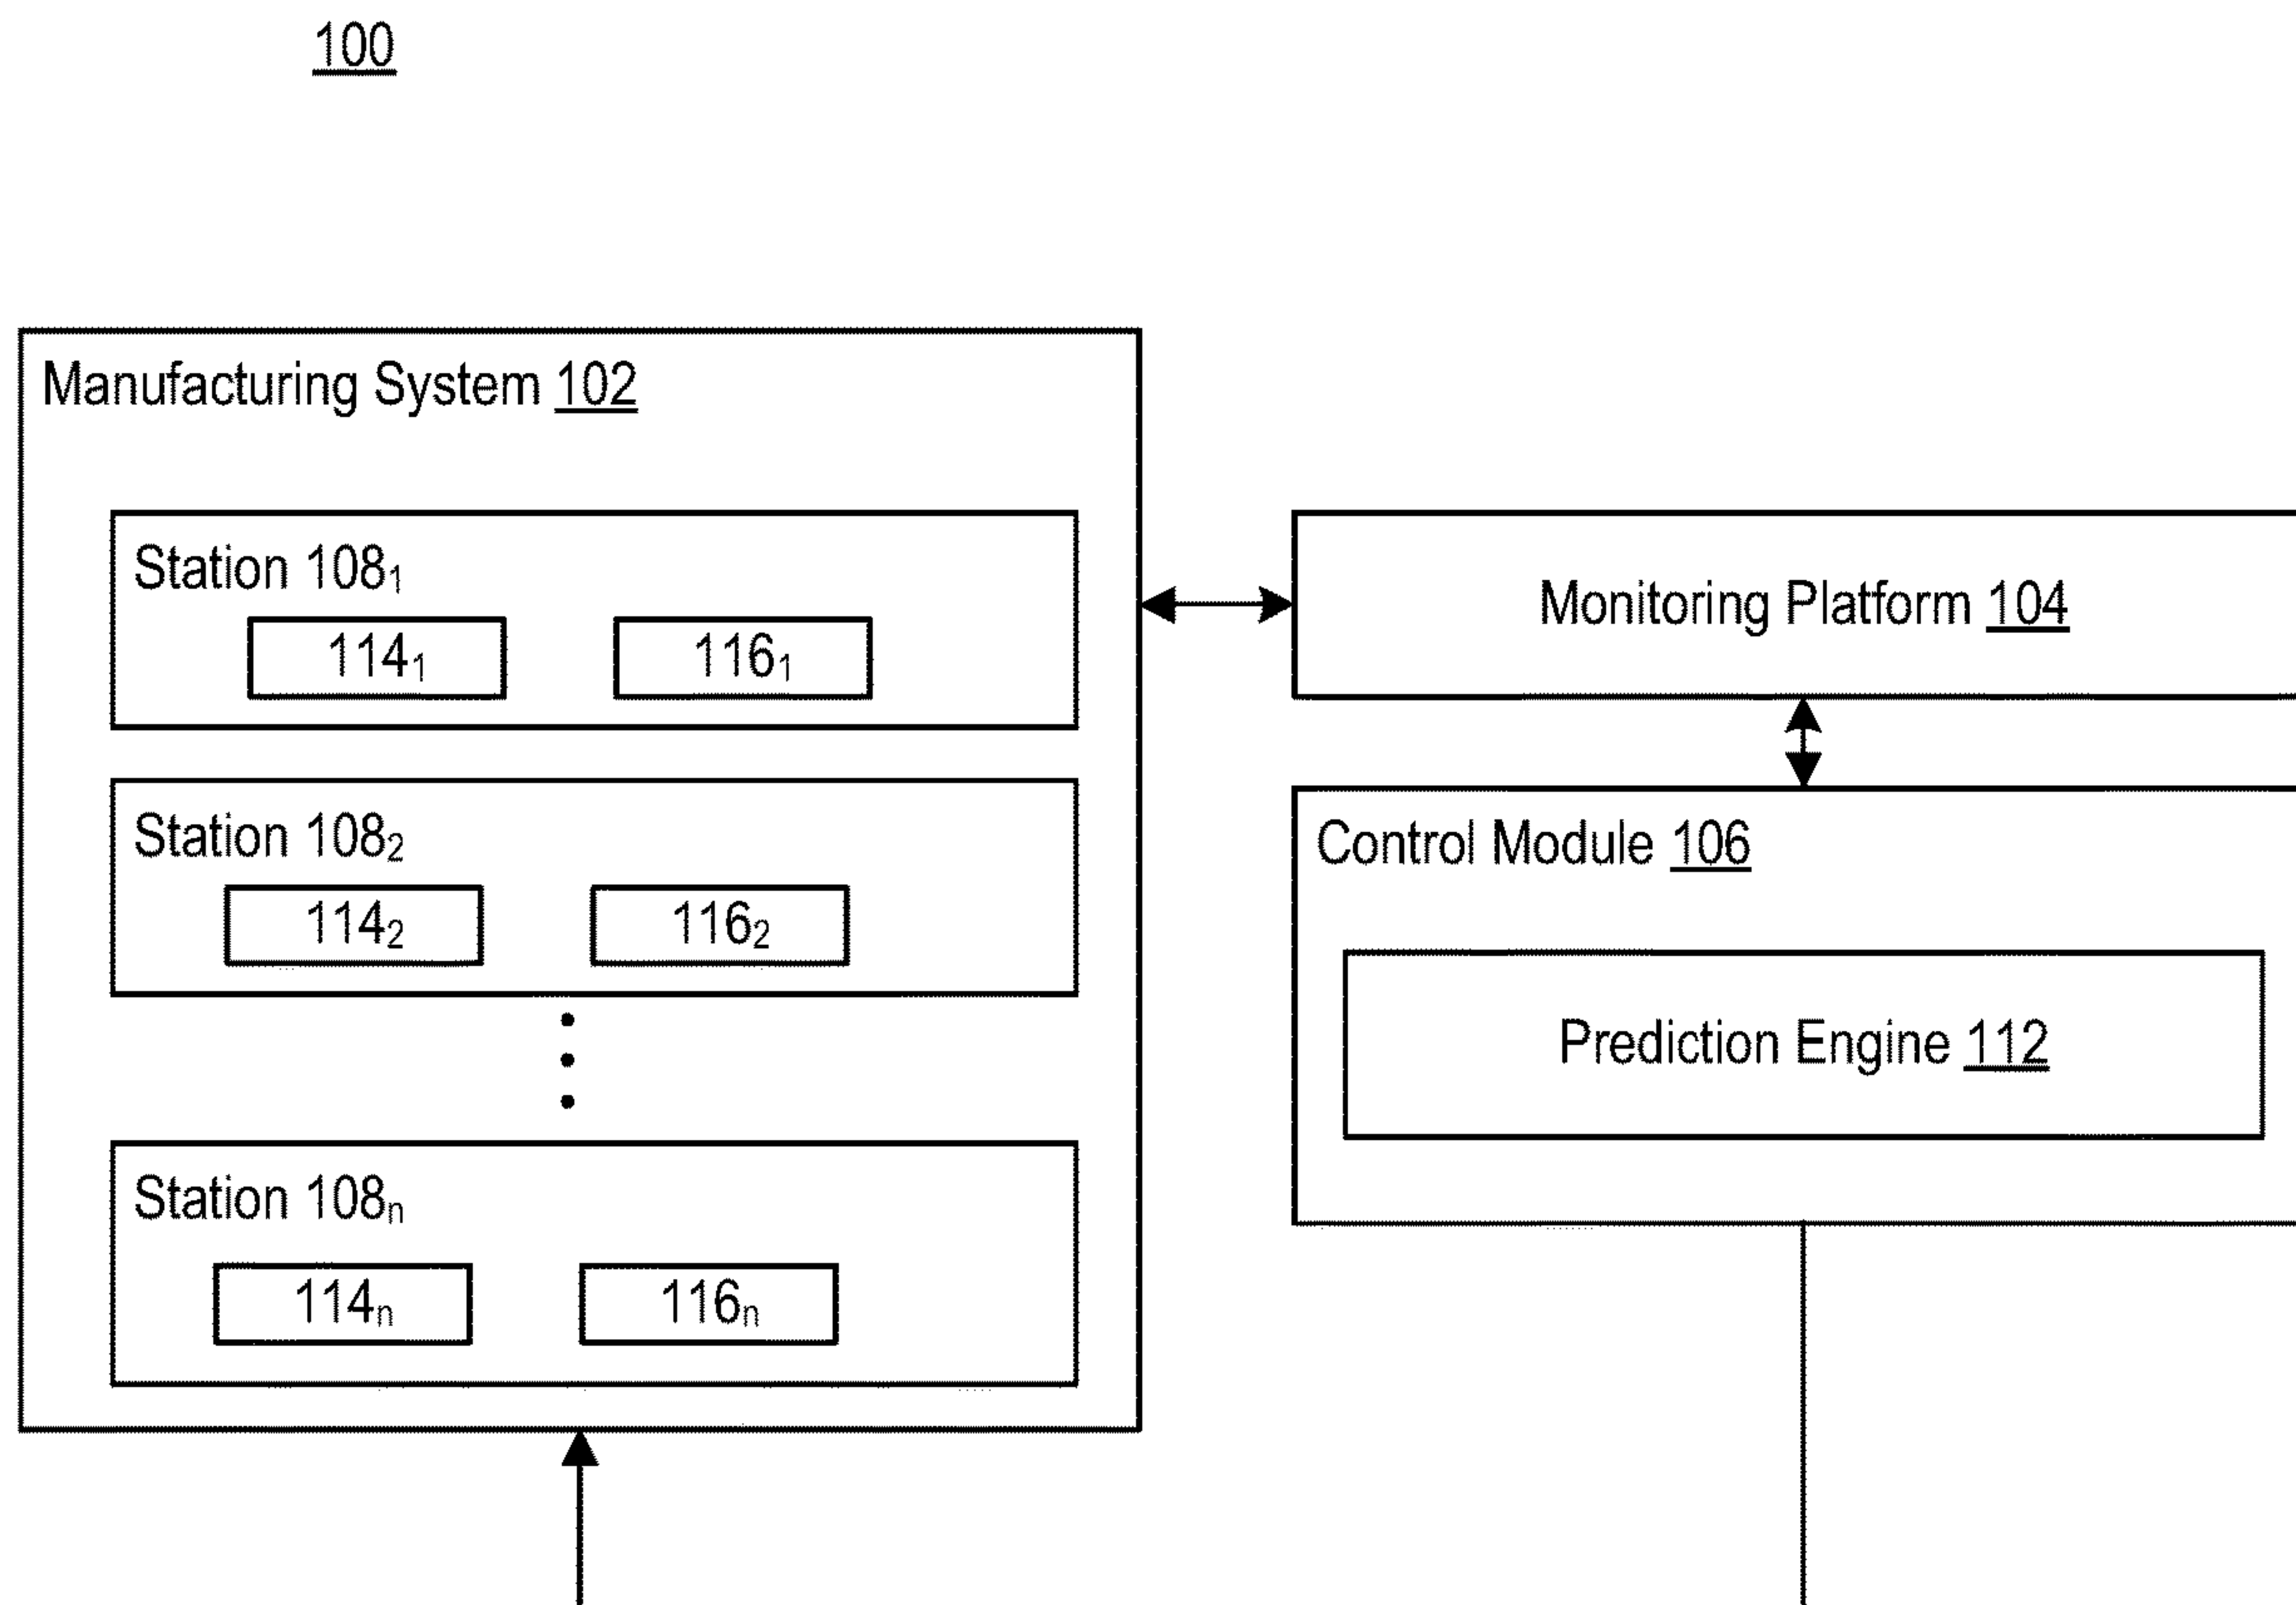 100
Manufacturing System 102
Station 108₁
114₁
116₁
Station 108₂
114₂
116₂
Station 108ₙ
114ₙ
116ₙ
Monitoring Platform 104
Control Module 106
Prediction Engine 112